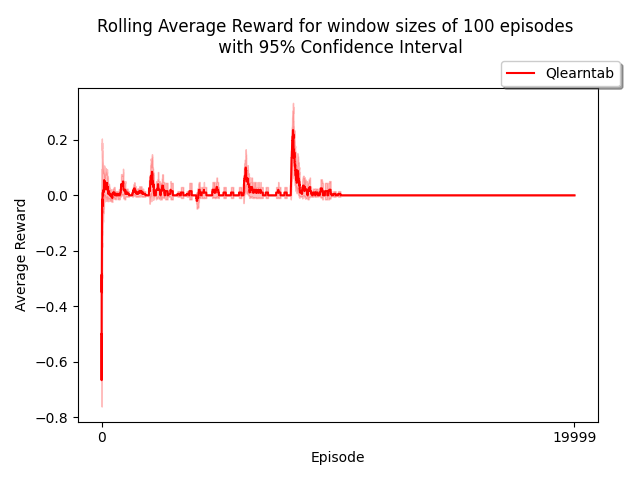 Rolling Average Reward for window sizes of 100 episodes
with 95% Confidence Interval
Qlearntab
0.2
0.0
−0.2
−0.4
−0.6
−0.8
Average Reward
0
19999
Episode